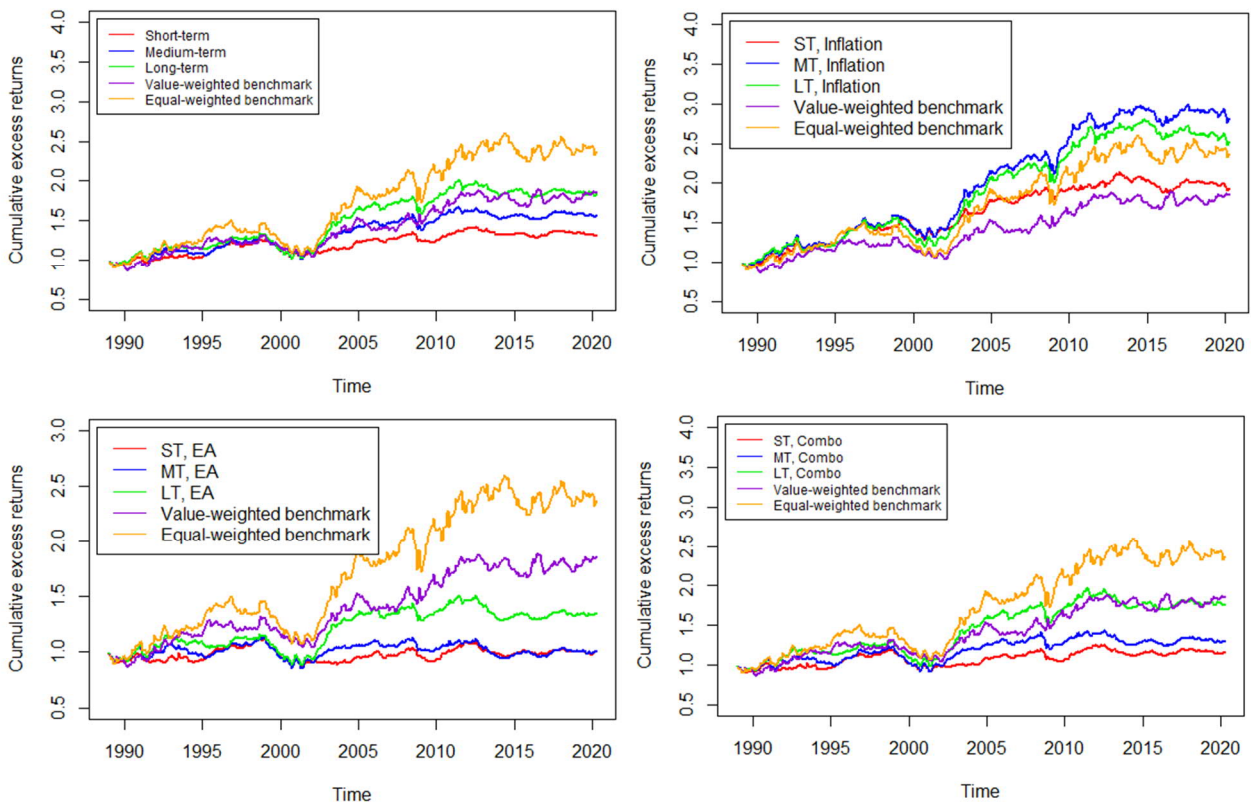 Cumulative excess returns
4.0
3.5
3.0
2.5
2.0
1.5
1.0
0.5
Short-term
Medium-term
Long-term
Value-weighted benchmark
Equal-weighted benchmark
1990 1995 2000 2005 2010 2015 2020
Time
Cumulative excess returns
4.0
3.5
3.0
2.5
2.0
1.5
1.0
0.5
ST, Inflation
MT, Inflation
LT, Inflation
Value-weighted benchmark
Equal-weighted benchmark
1990 1995 2000 2005 2010 2015 2020
Time
Cumulative excess returns
3.0
2.5
2.0
1.5
1.0
0.5
ST, EA
MT, EA
LT, EA
Value-weighted benchmark
Equal-weighted benchmark
1990 1995 2000 2005 2010 2015 2020
Time
Cumulative excess returns
4.0
3.5
3.0
2.5
2.0
1.5
1.0
0.5
ST, Combo
MT, Combo
LT, Combo
Value-weighted benchmark
Equal-weighted benchmark
1990 1995 2000 2005 2010 2015 2020
Time